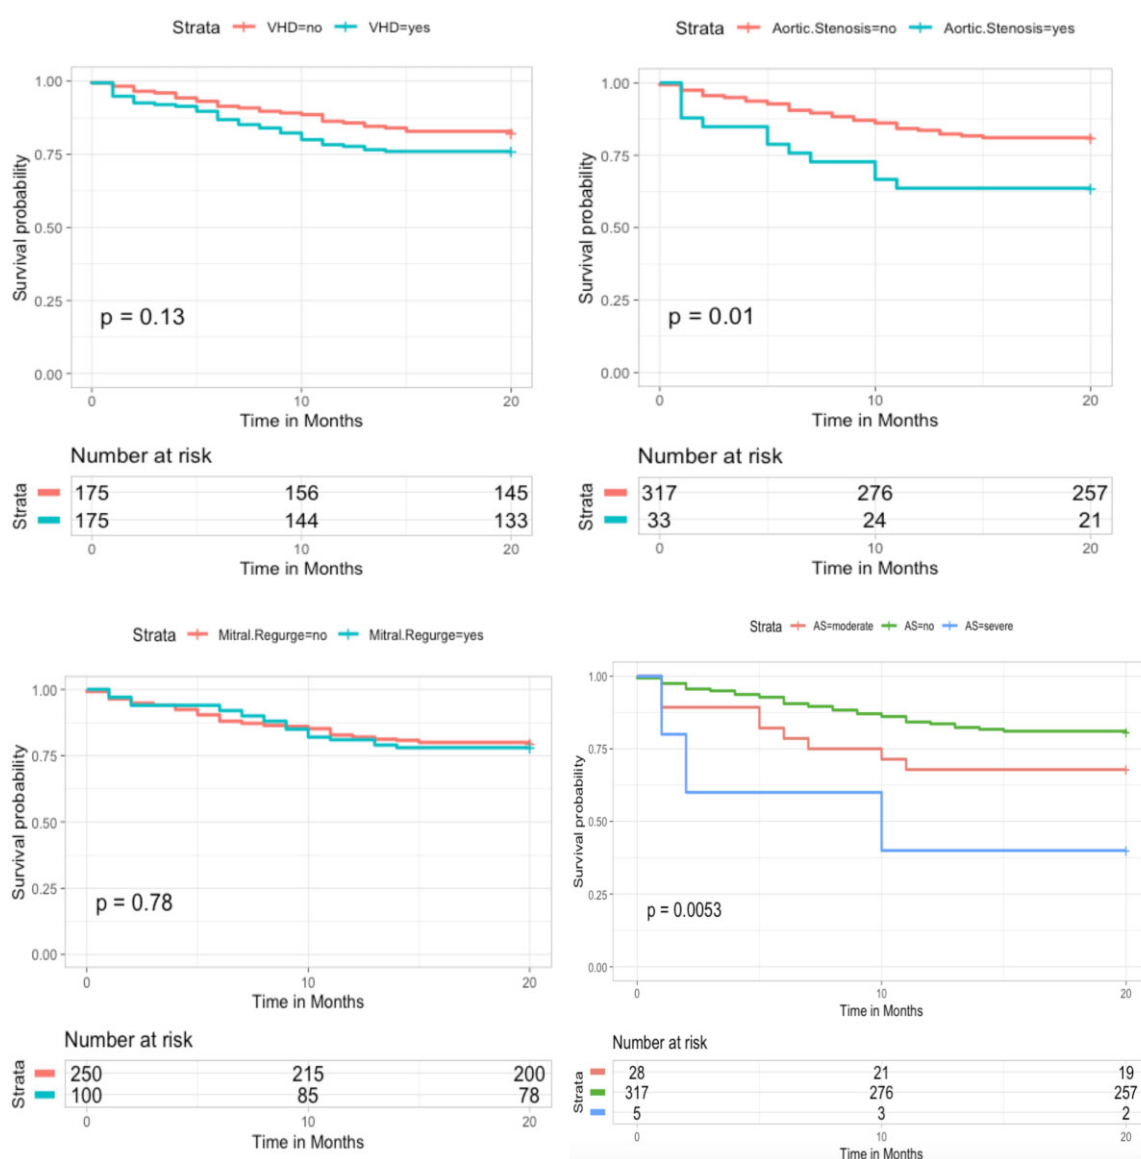 Strata VHD=no VHD=yes
Survival probability
1.00
0.75
0.50
0.25
0.00
p = 0.13
0 10 20
Time in Months
Number at risk
Strata
175 156 145
175 144 133
0 10 20
Time in Months
Strata Aortic.Stenosis=no Aortic.Stenosis=yes
Survival probability
1.00
0.75
0.50
0.25
0.00
p = 0.01
0 10 20
Time in Months
Number at risk
Strata
317 276 257
33 24 21
0 10 20
Time in Months
Strata Mitral.Regurge=no Mitral.Regurge=yes
Survival probability
1.00
0.75
0.50
0.25
0.00
p = 0.78
0 10 20
Time in Months
Number at risk
Strata
250 215 200
100 85 78
0 10 20
Time in Months
Strata AS=moderate AS=no AS=severe
Survival probability
1.00
0.75
0.50
0.25
0.00
p = 0.0053
0 10 20
Time in Months
Number at risk
Strata
28 21 19
317 276 257
5 3 2
0 10 20
Time in Months